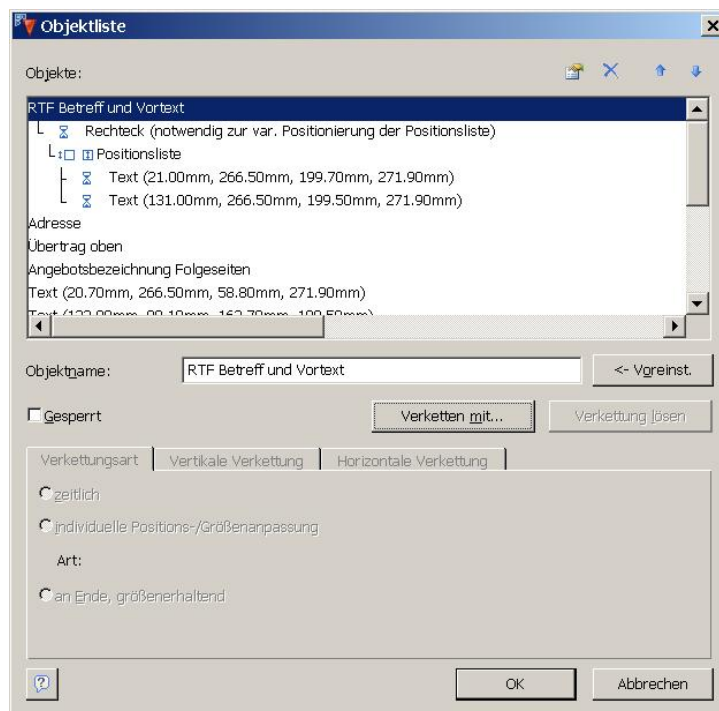 Objektliste
Objekte:
RTF Betreff und Vortext
Rechteck (notwendig zur var. Positionierung der Positionsliste)
Positionsliste
Text (21.00mm, 266.50mm, 199.70mm, 271.90mm)
Text (131.00mm, 266.50mm, 199.50mm, 271.90mm)
Adresse
Übertrag oben
Angebotsbezeichnung Folgeseiten
Text (20.70mm, 266.50mm, 58.80mm, 271.90mm)
Objektname: RTF Betreff und Vortext <- Voreinst.
Gesperrt Verketten mit... Verkettung lösen
Verkettungsart Vertikale Verkettung Horizontale Verkettung
zeitlich
individuelle Positions-/Größenanpassung
Art:
an Ende, größenerhaltend
OK Abbrechen